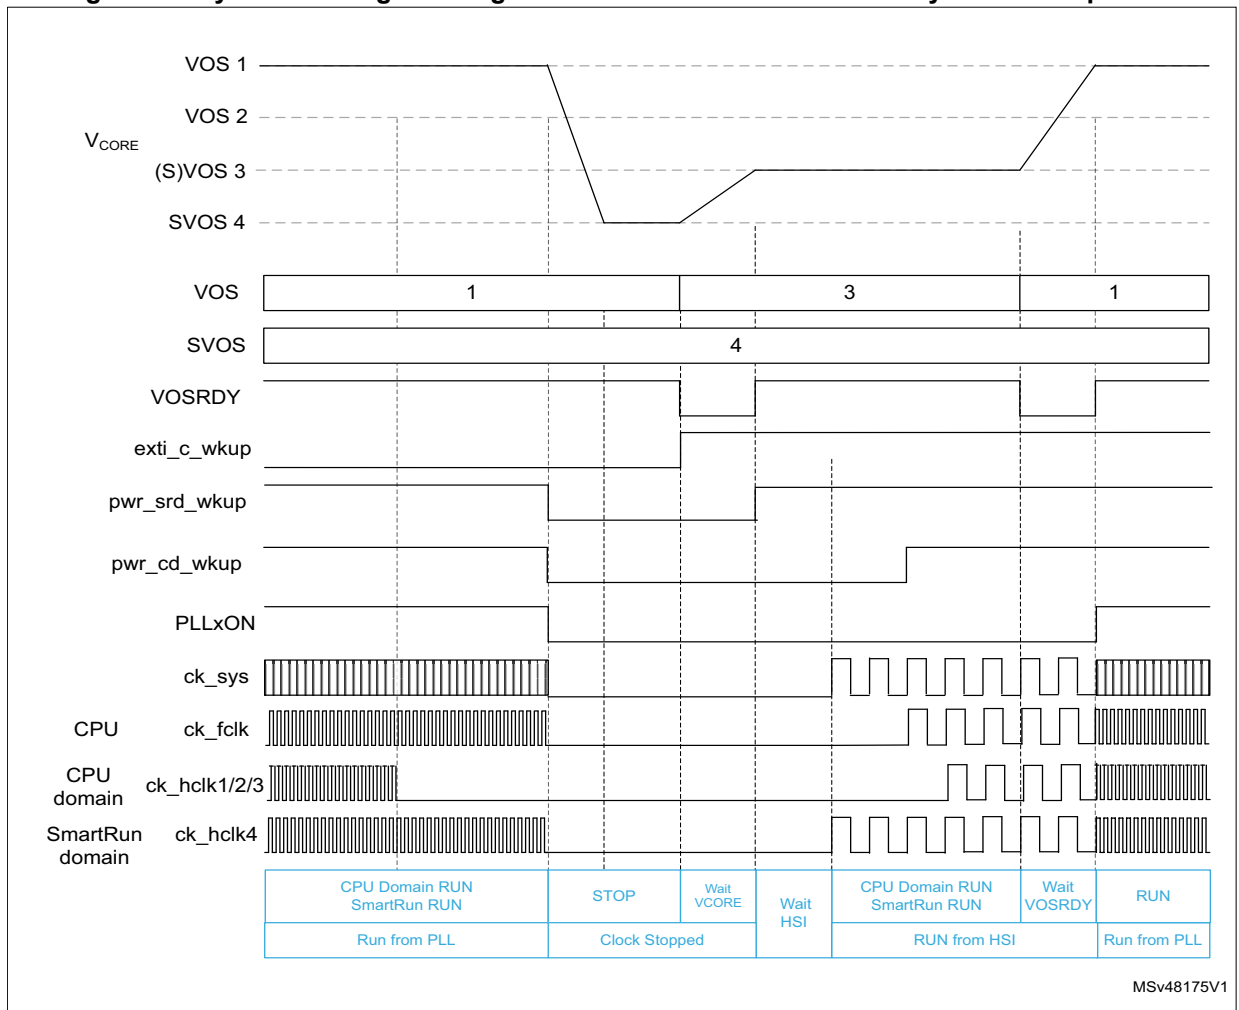 VOS 1
VOS 2
VCORE
(S)VOS 3
SVOS 4
VOS 1 3 1
SVOS 4
VOSRDY
exti_c_wkup
pwr_srd_wkup
pwr_cd_wkup
PLLxON
ck_sys
CPU ck_fclk
CPU
domain
ck_hclk1/2/3
SmartRun
domain
ck_hclk4
CPU Domain RUN
SmartRun RUN
STOP
Wait
VCORE
Wait
HSI
CPU Domain RUN
SmartRun RUN
Wait
VOSRDY
RUN
Run from PLL
Clock Stopped
RUN from HSI
Run from PLL
MSv48175V1